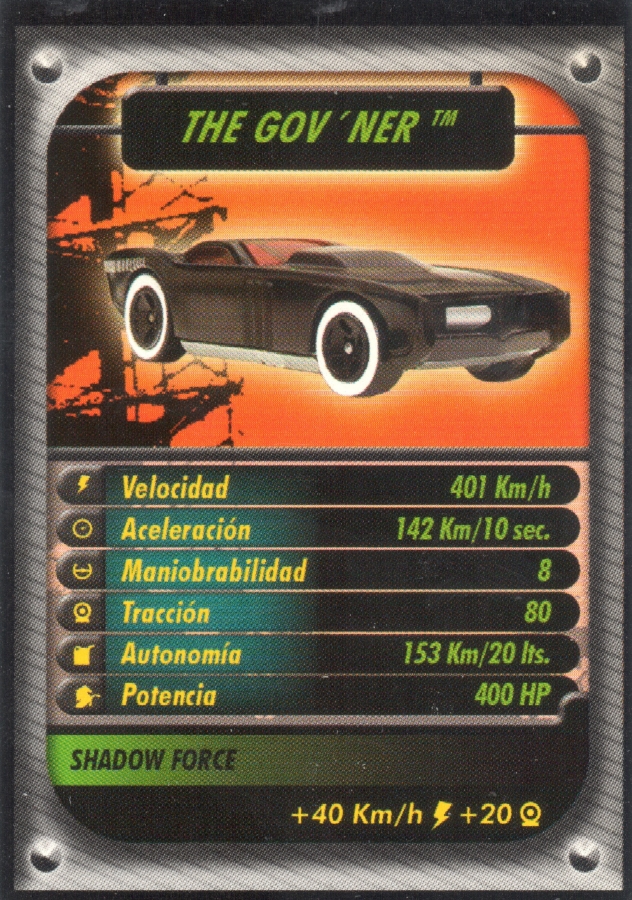 THE GOV´NER ™
Velocidad 401 Km/h
Aceleración 142 Km/10 sec.
Maniobrabilidad 8
Tracción 80
Autonomía 153 Km/20 lts.
Potencia 400 HP
SHADOW FORCE
+40 Km/h +20